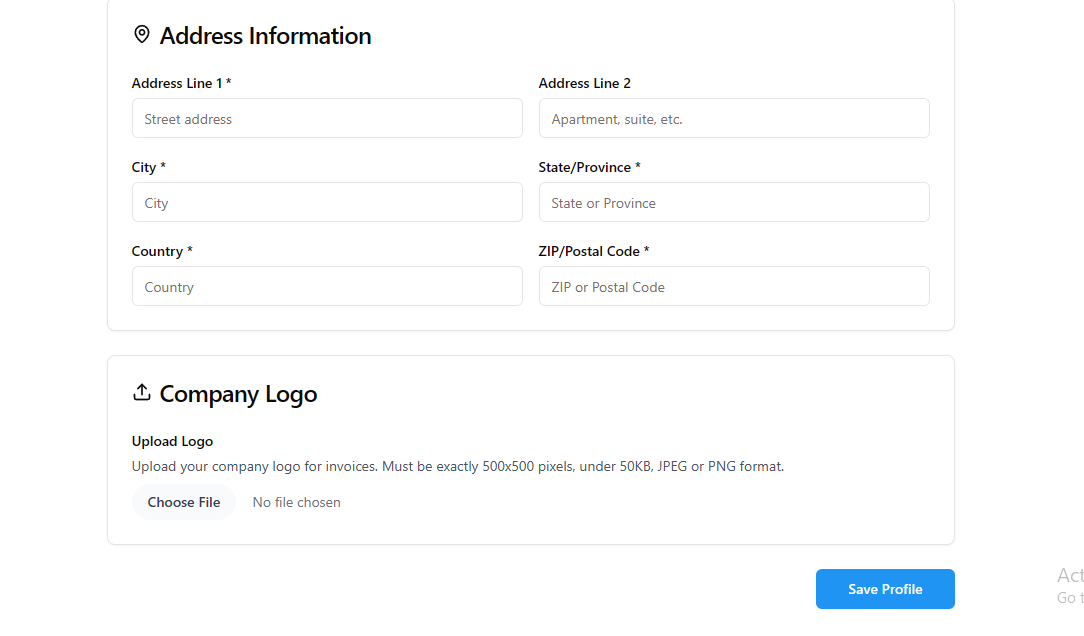 Address Information
Address Line 1 *
Address Line 2
Street address
Apartment, suite, etc.
City *
State/Province *
City
State or Province
Country *
ZIP/Postal Code *
Country
ZIP or Postal Code
Company Logo
Upload Logo
Upload your company logo for invoices. Must be exactly 500x500 pixels, under 50KB, JPEG or PNG format.
Choose File
No file chosen
Act
Save Profile
Go t